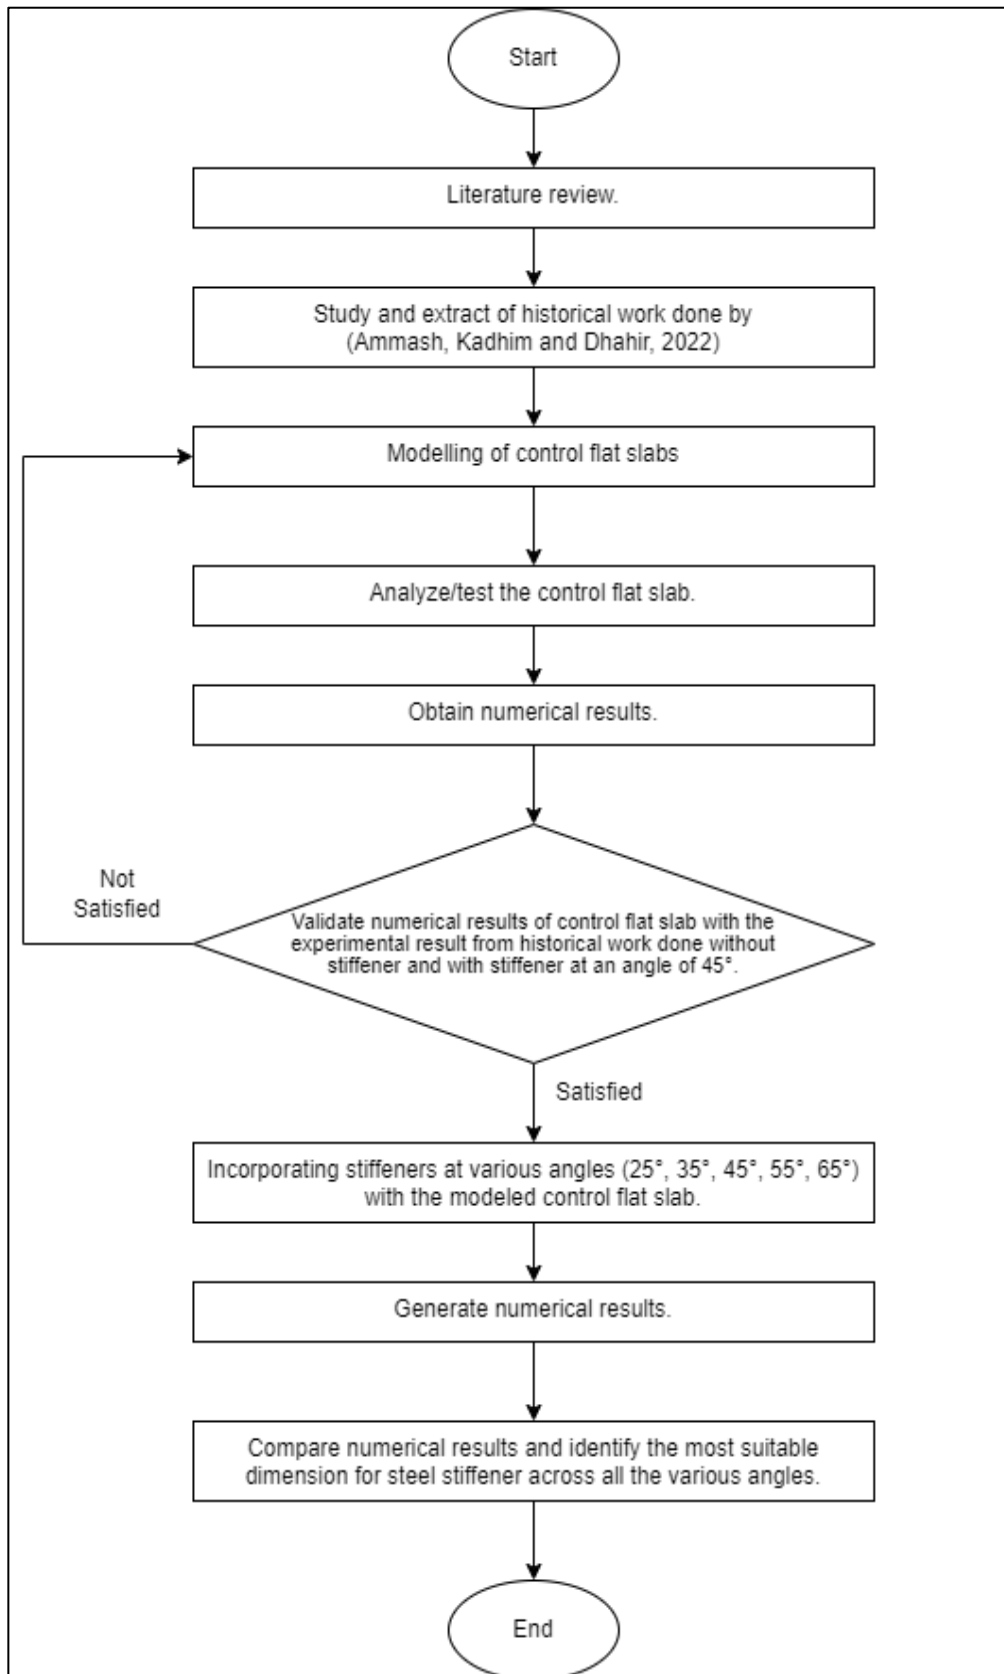 Start
Literature review.
Study and extract of historical work done by
(Ammash, Kadhim and Dhahir, 2022)
Modelling of control flat slabs
Analyze/test the control flat slab.
Obtain numerical results.
Not
Satisfied
Validate numerical results of control flat slab with the
experimental result from historical work done without
stiffener and with stiffener at an angle of 45°.
Satisfied
Incorporating stiffeners at various angles (25°, 35°, 45°, 55°, 65°)
with the modeled control flat slab.
Generate numerical results.
Compare numerical results and identify the most suitable
dimension for steel stiffener across all the various angles.
End